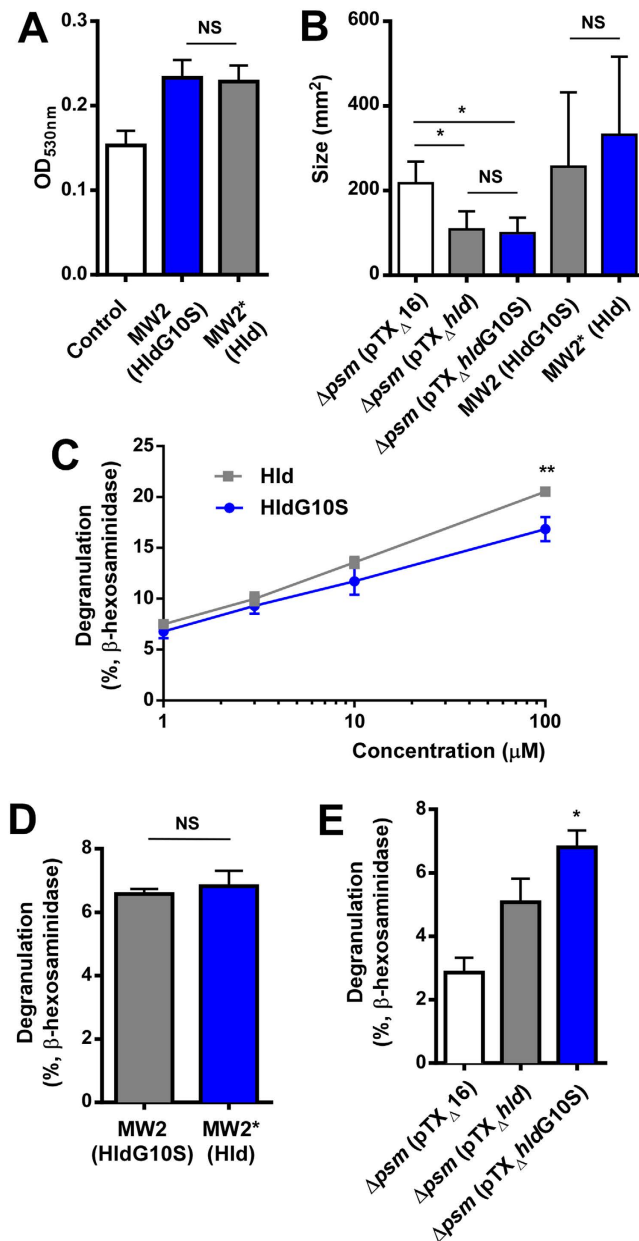 A
OD530nm
0.3
0.2
0.1
0.0
NS
Control
MW2
(HldG10S)
MW2*
(Hld)
B
Size (mm²)
600
400
200
0
*
*
NS
NS
Δpsm (pTXΔ16)
Δpsm (pTXΔhld)
Δpsm (pTXΔhldG10S)
MW2 (HldG10S)
MW2* (Hld)
C
Degranulation
(%, β-hexosaminidase)
25
20
15
10
5
0
Hld
HldG10S
**
1
10
100
Concentration (μM)
D
Degranulation
(%, β-hexosaminidase)
8
6
4
2
0
NS
MW2
(HldG10S)
MW2*
(Hld)
E
Degranulation
(%, β-hexosaminidase)
8
6
4
2
0
*
Δpsm (pTXΔ16)
Δpsm (pTXΔhld)
Δpsm (pTXΔhldG10S)